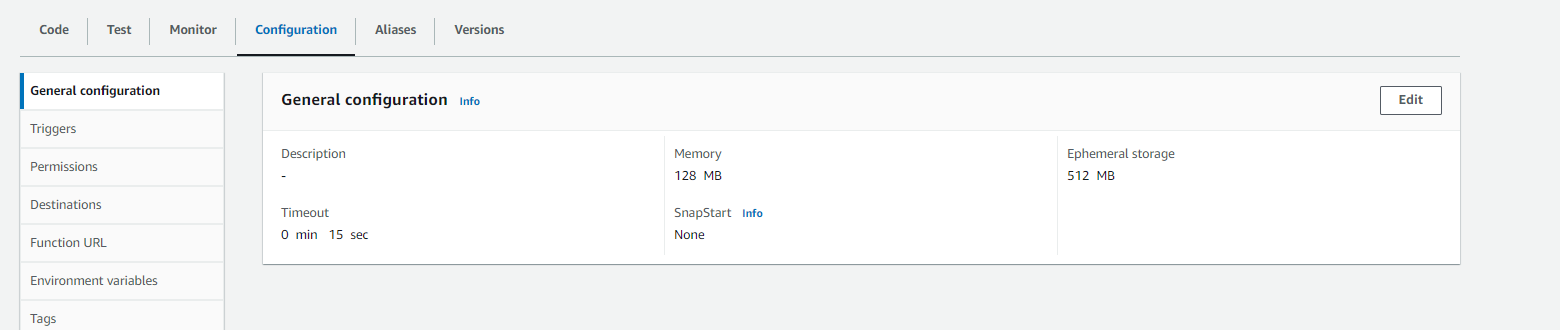 Code Test Monitor Configuration Aliases Versions
General configuration
Triggers
Permissions
Destinations
Function URL
Environment variables
Tags
General configuration Info Edit
Description Memory Ephemeral storage
- 128 MB 512 MB
Timeout SnapStart Info
0 min 15 sec None